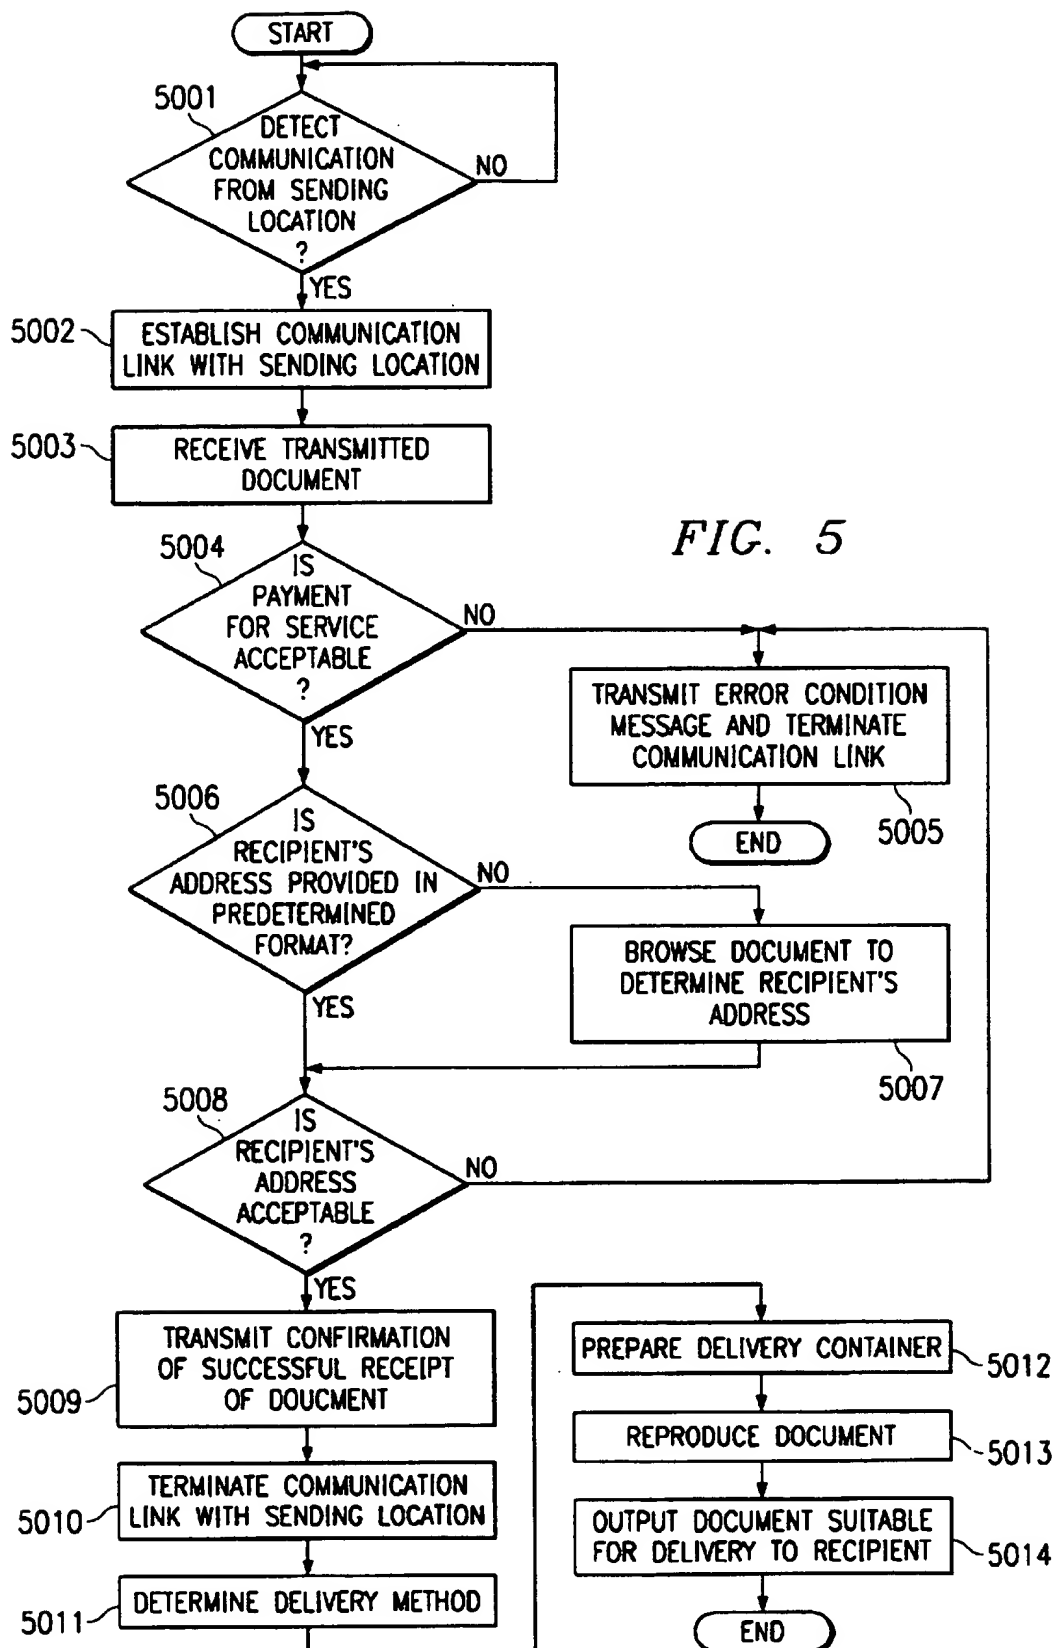 START
5001
DETECT
COMMUNICATION
FROM SENDING
LOCATION
?
NO
YES
5002
ESTABLISH COMMUNICATION
LINK WITH SENDING LOCATION
5003
RECEIVE TRANSMITTED
DOCUMENT
FIG. 5
5004
IS
PAYMENT
FOR SERVICE
ACCEPTABLE
?
NO
YES
TRANSMIT ERROR CONDITION
MESSAGE AND TERMINATE
COMMUNICATION LINK
5005
END
5006
IS
RECIPIENT'S
ADDRESS PROVIDED IN
PREDETERMINED
FORMAT?
NO
YES
BROWSE DOCUMENT TO
DETERMINE RECIPIENT'S
ADDRESS
5007
5008
IS
RECIPIENT'S
ADDRESS
ACCEPTABLE
?
NO
YES
TRANSMIT CONFIRMATION
OF SUCCESSFUL RECEIPT
OF DOUCMENT
5009
TERMINATE COMMUNICATION
LINK WITH SENDING LOCATION
5010
DETERMINE DELIVERY METHOD
5011
PREPARE DELIVERY CONTAINER
5012
REPRODUCE DOCUMENT
5013
OUTPUT DOCUMENT SUITABLE
FOR DELIVERY TO RECIPIENT
5014
END